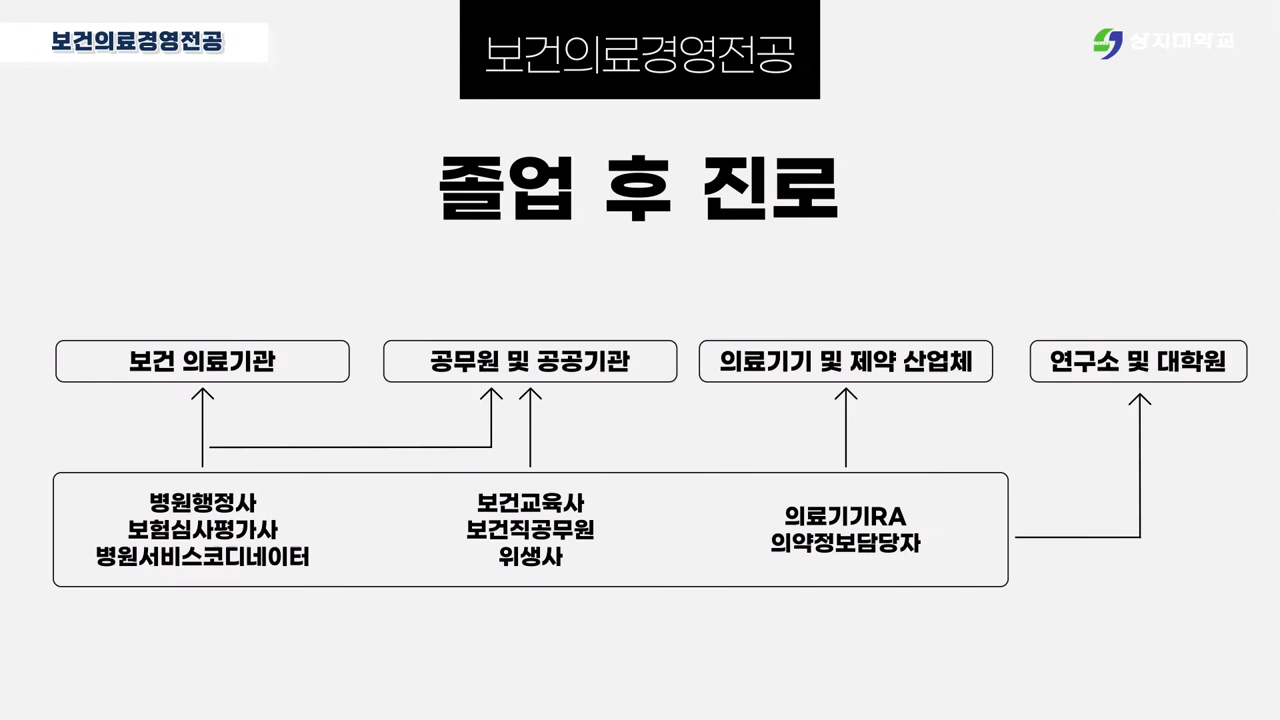 보건의료경영전공
보건의료경영전공
상지대학교
졸업 후 진로
보건 의료기관
공무원 및 공공기관
의료기기 및 제약 산업체
연구소 및 대학원
병원행정사
보험심사평가사
병원서비스코디네이터
보건교육사
보건직공무원
위생사
의료기기RA
의약정보담당자